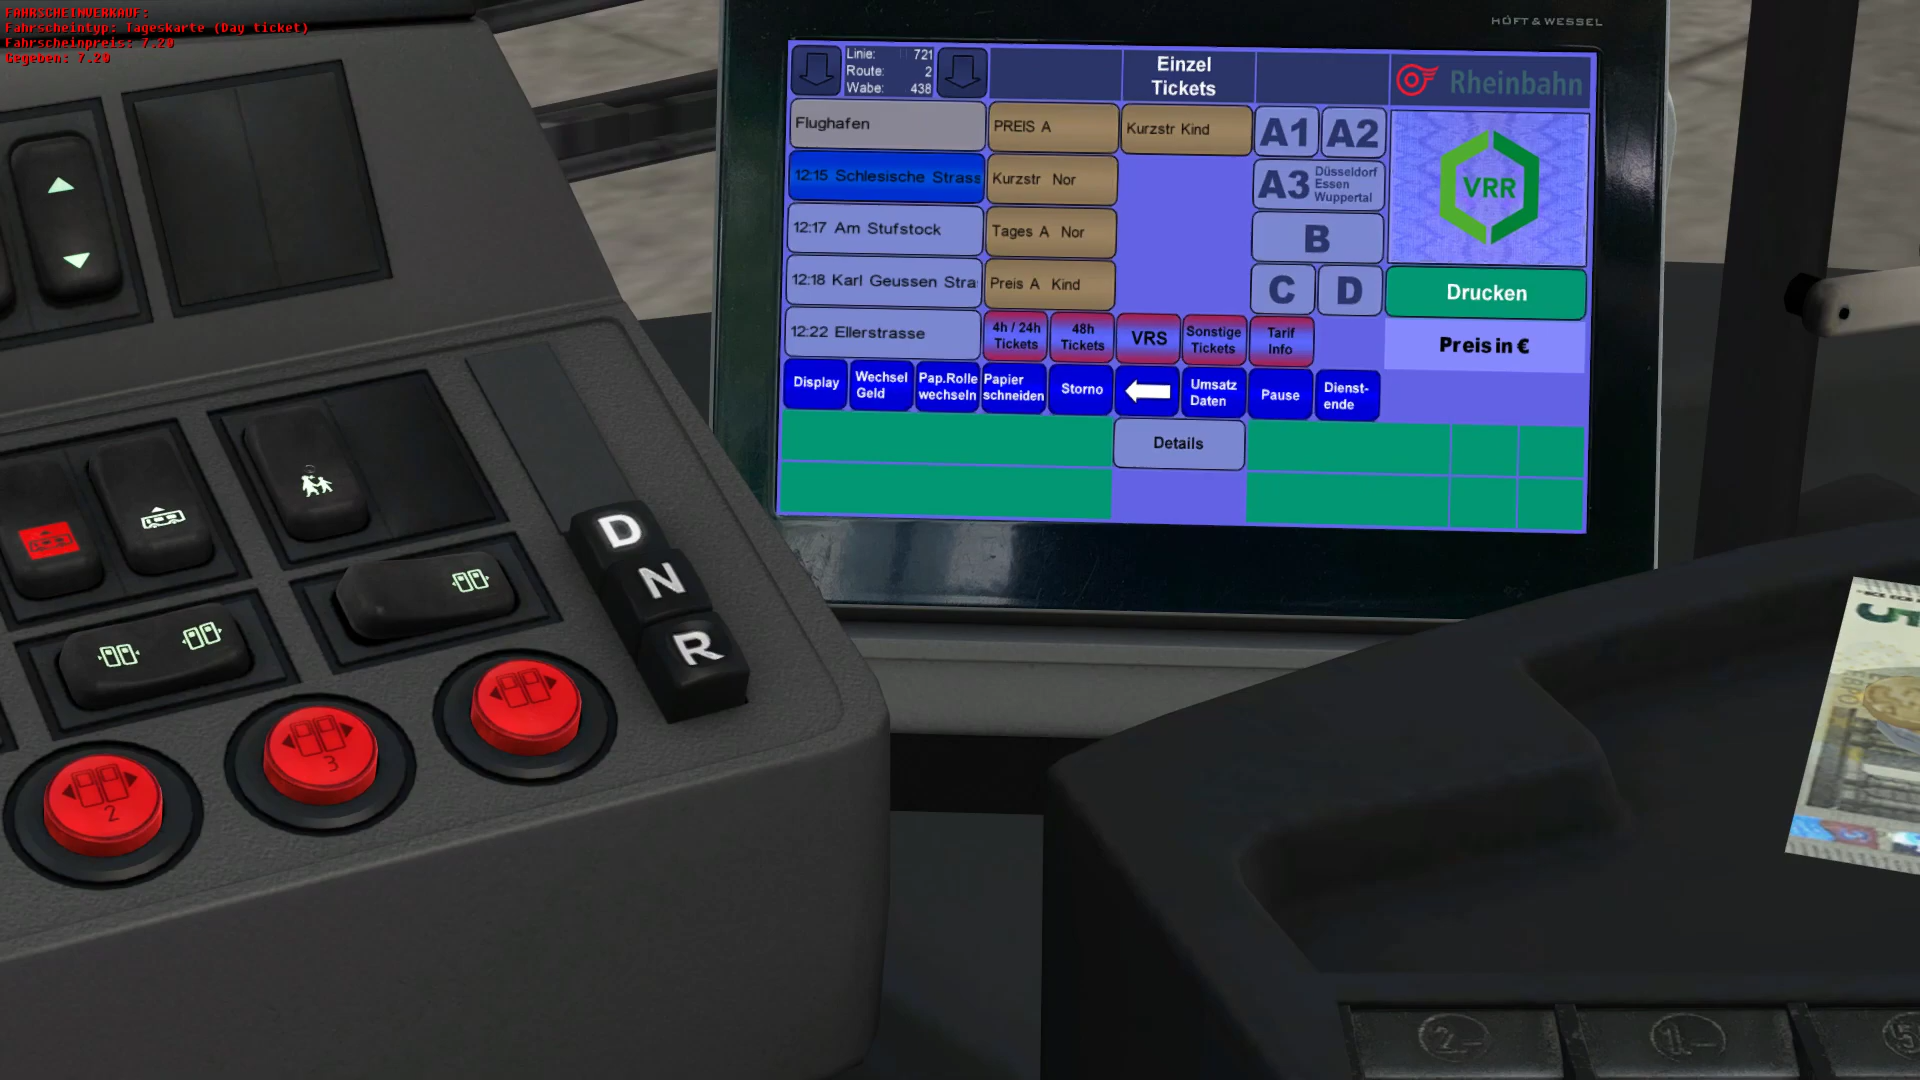 FAHRSCHEINVERKAUF:
Fahrscheintyp: Tageskarte (Day ticket)
Fahrscheinpreis: 7.20
Gegeben: 7.20
HÖFT & WESSEL
Linie: 721
Route: 2
Wabe: 438
Einzel
Tickets
Rheinbahn
Flughafen
PREIS A
Kurzstr Kind
A1
A2
12:15 Schlesische Strass
Kurzstr Nor
A3
Düsseldorf
Essen
Wuppertal
VRR
12:17 Am Stufstock
Tages A Nor
B
12:18 Karl Geussen Stra
Preis A Kind
C
D
Drucken
12:22 Ellerstrasse
4h / 24h
Tickets
48h
Tickets
VRS
Sonstige
Tickets
Tarif
Info
Preis in €
Display
Wechsel
Geld
Pap.Rolle
wechseln
Papier
schneiden
Storno
Umsatz
Daten
Pause
Dienst-
ende
Details
D
N
R
3
2
5
2.-
1.-
5